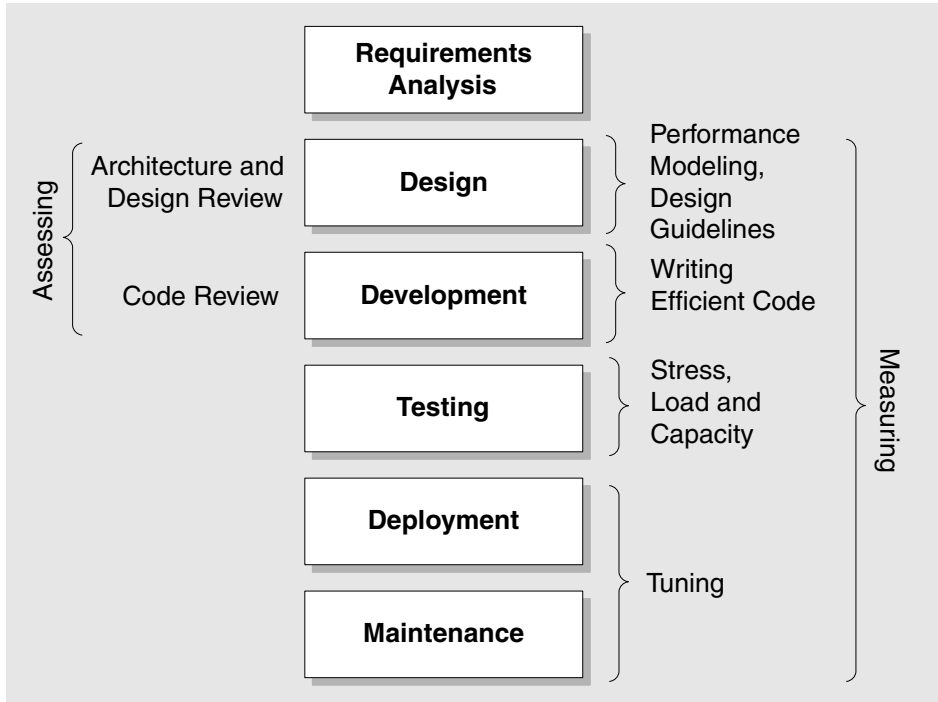 Requirements
Analysis
Assessing
Architecture and
Design Review
Design
Performance
Modeling,
Design
Guidelines
Code Review
Development
Writing
Efficient Code
Testing
Stress,
Load and
Capacity
Measuring
Deployment
Tuning
Maintenance